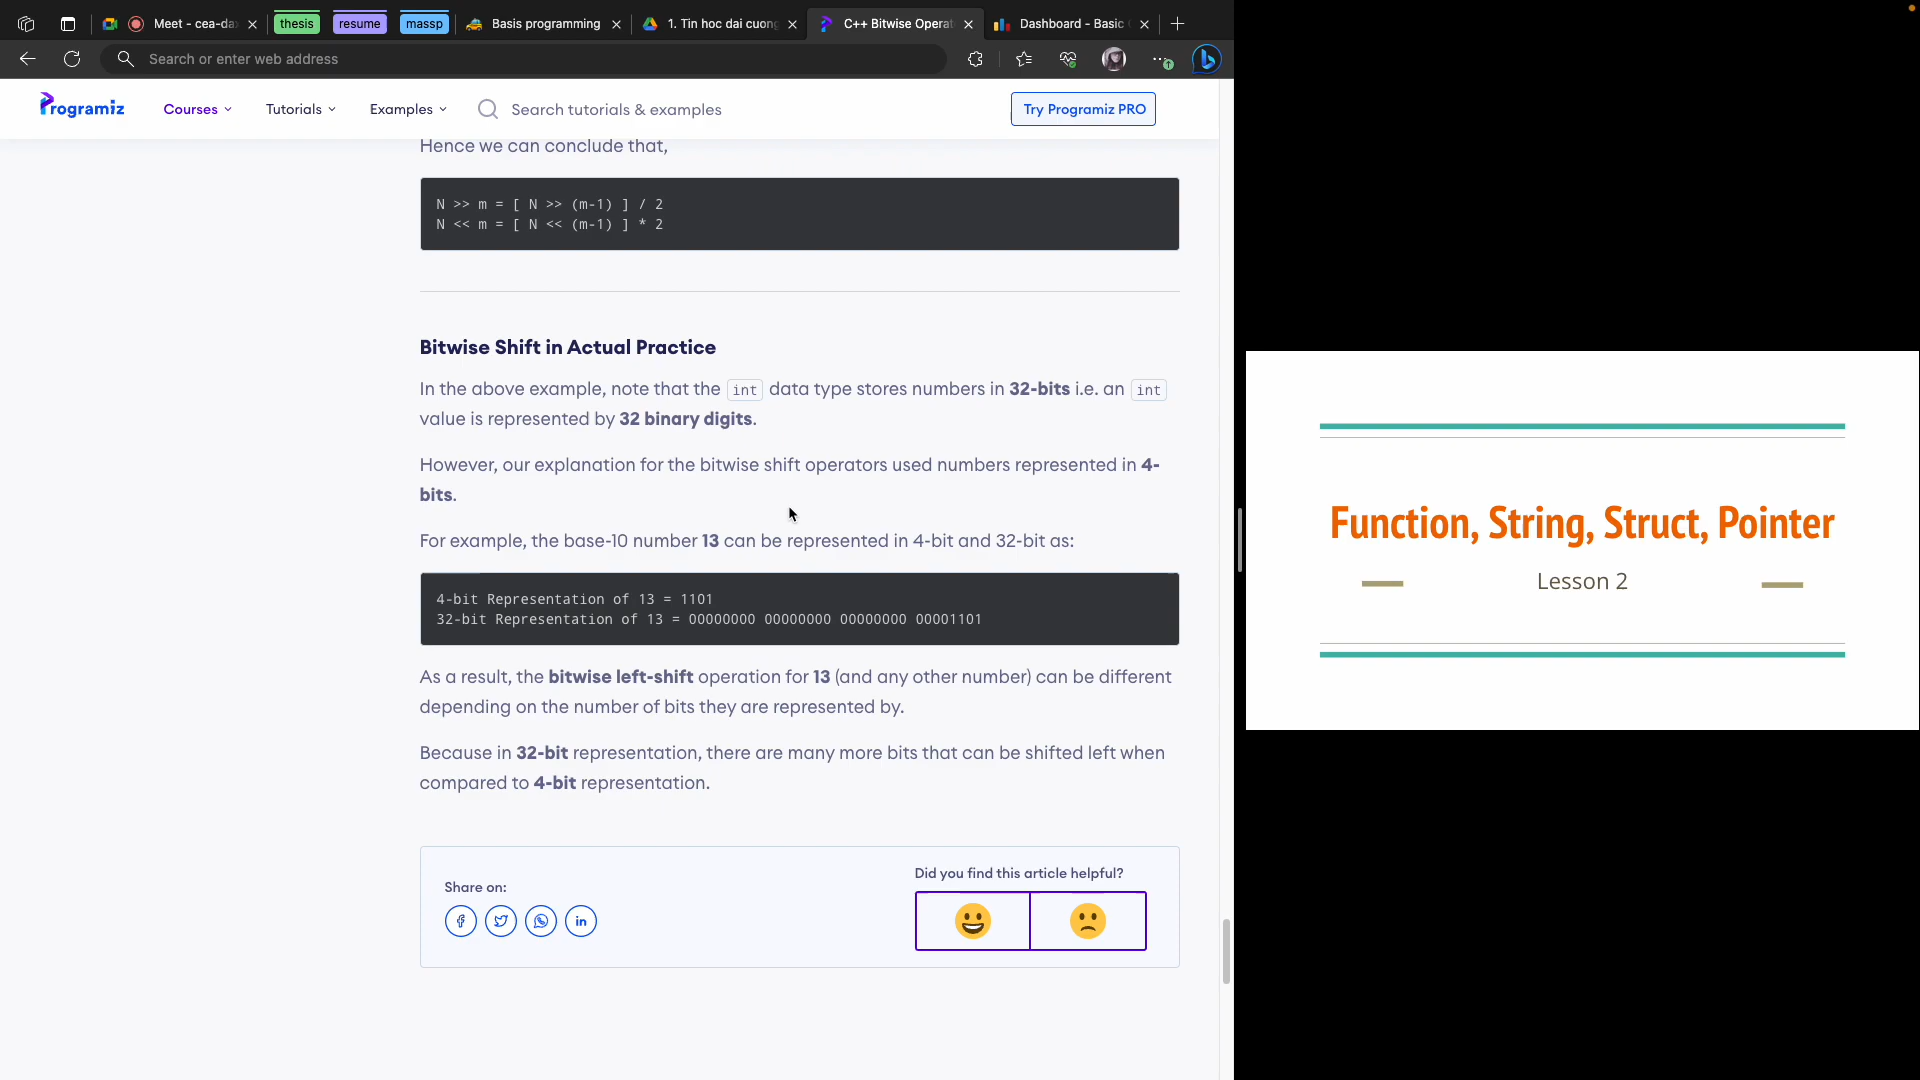 Meet - cea-da
thesis
resume
massp
Basis programming
1. Tin hoc dai cuong
C++ Bitwise Operat
Dashboard - Basic
Search or enter web address
Programiz
Courses
Tutorials
Examples
Search tutorials & examples
Try Programiz PRO
Hence we can conclude that,
N >> m = [ N >> (m-1) ] / 2
N << m = [ N << (m-1) ] * 2
Bitwise Shift in Actual Practice
In the above example, note that the int data type stores numbers in 32-bits i.e. an int
value is represented by 32 binary digits.
However, our explanation for the bitwise shift operators used numbers represented in 4-
bits.
For example, the base-10 number 13 can be represented in 4-bit and 32-bit as:
4-bit Representation of 13 = 1101
32-bit Representation of 13 = 00000000 00000000 00000000 00001101
As a result, the bitwise left-shift operation for 13 (and any other number) can be different
depending on the number of bits they are represented by.
Because in 32-bit representation, there are many more bits that can be shifted left when
compared to 4-bit representation.
Share on:
Did you find this article helpful?
Function, String, Struct, Pointer
Lesson 2